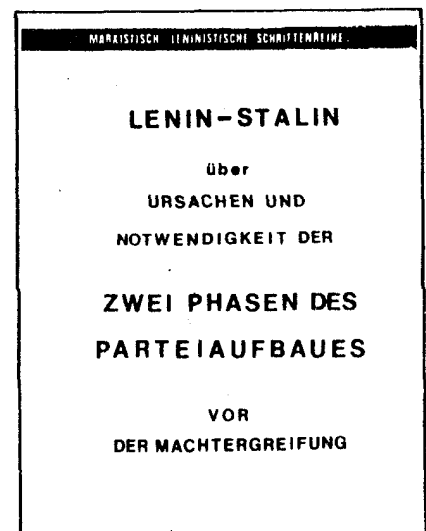 MARXISTISCH LENINISTISCHE SCHRIFTENREIHE.
LENIN-STALIN
über
URSACHEN UND
NOTWENDIGKEIT DER
ZWEI PHASEN DES
PARTEIAUFBAUES
VOR
DER MACHTERGREIFUNG